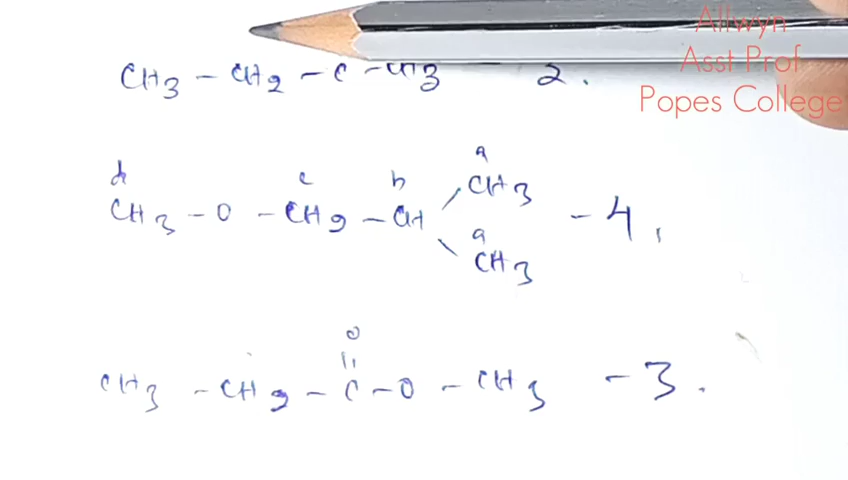 Allwyn
Asst Prof
Popes College
CH3 - CH2 - C - CH3 - 2.
d c b a
CH3 - O - CH2 - CH CH3 - 4,
a
CH3
O
CH3 - CH2 - C - O - CH3 - 3.